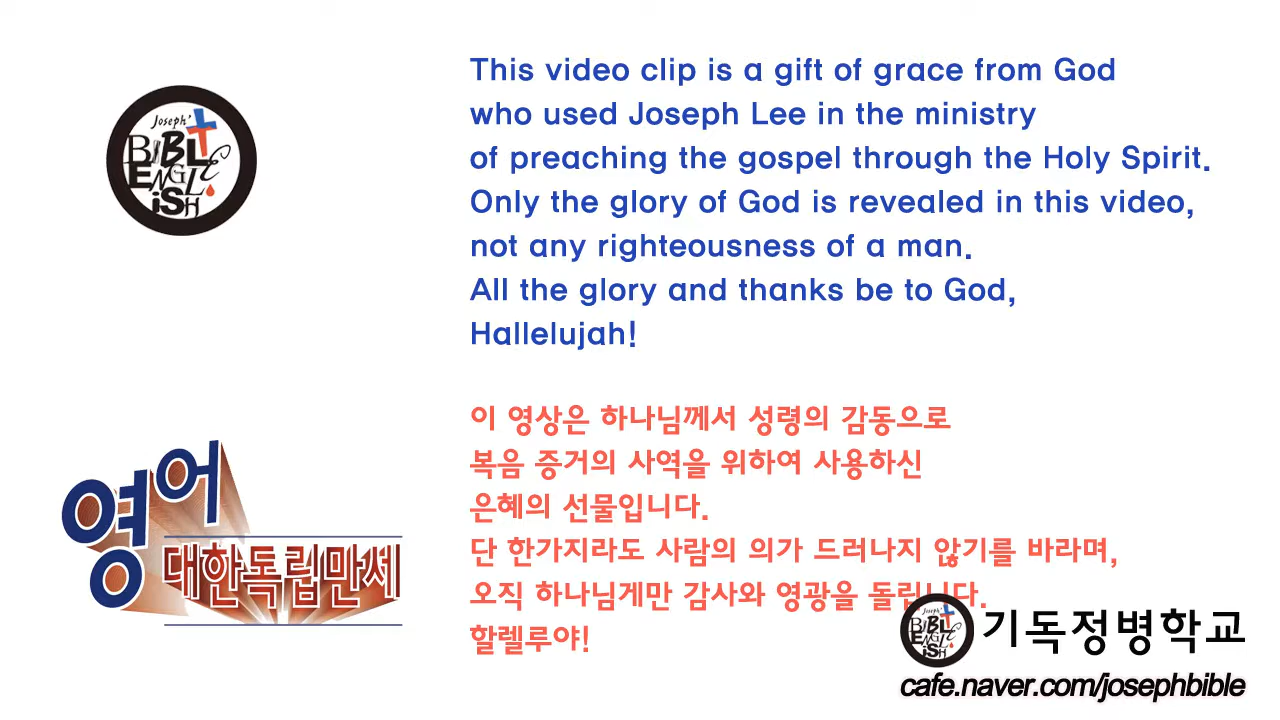 Joseph'
BIBLE
ENGL
iSH
This video clip is a gift of grace from God
who used Joseph Lee in the ministry
of preaching the gospel through the Holy Spirit.
Only the glory of God is revealed in this video,
not any righteousness of a man.
All the glory and thanks be to God,
Hallelujah!
이 영상은 하나님께서 성령의 감동으로
복음 증거의 사역을 위하여 사용하신
은혜의 선물입니다.
단 한가지라도 사람의 의가 드러나지 않기를 바라며,
오직 하나님게만 감사와 영광을 돌립니다.
할렐루야!
영어
대한독립만세
Joseph'
BIBLE
ENGL
iSH
기독정병학교
cafe.naver.com/josephbible